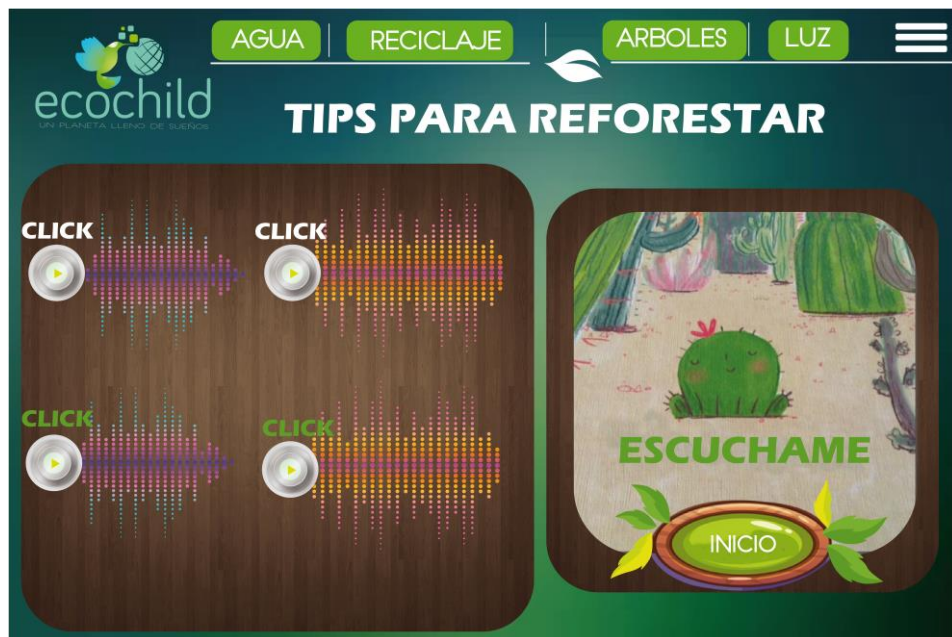 AGUA
RECICLAJE
ARBOLES
LUZ
ecochild
UN PLANETA LLENO DE SUEÑOS
TIPS PARA REFORESTAR
CLICK
CLICK
CLICK
CLICK
ESCUCHAME
INICIO